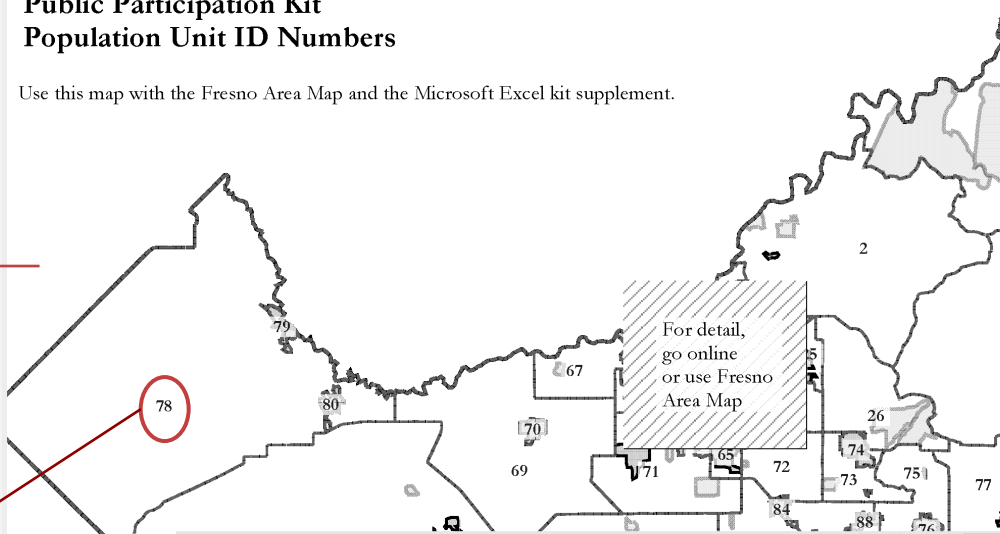 Public Participation Kit
Population Unit ID Numbers
Use this map with the Fresno Area Map and the Microsoft Excel kit supplement.
2
79
For detail,
go online
or use Fresno
Area Map
67
78
80
26
70
74
69
71
65
72
73
75
77
84
88
76